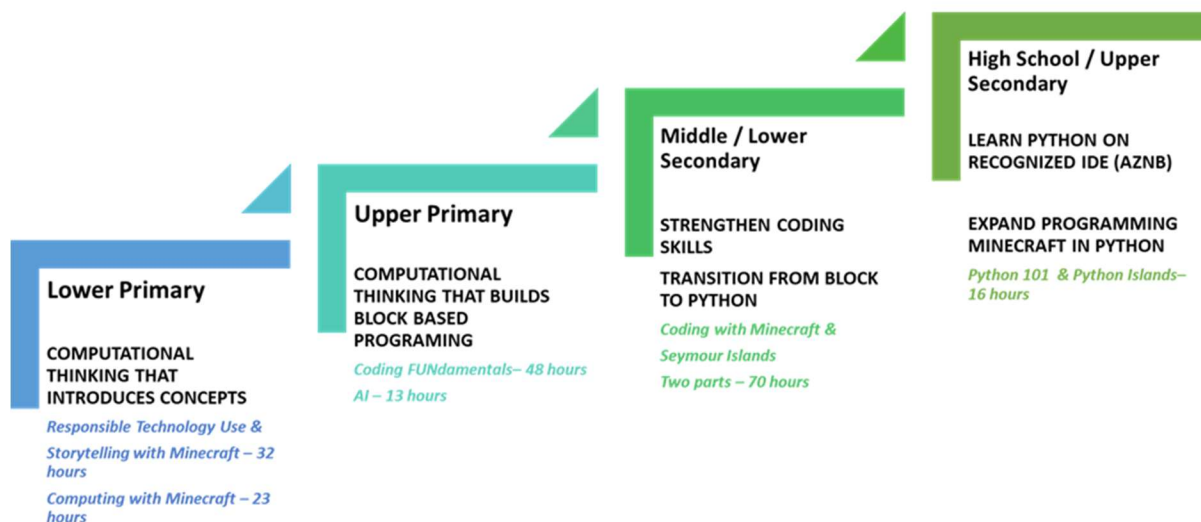 Lower Primary
COMPUTATIONAL
THINKING THAT
INTRODUCES CONCEPTS
Responsible Technology Use &
Storytelling with Minecraft – 32
hours
Computing with Minecraft – 23
hours
Upper Primary
COMPUTATIONAL
THINKING THAT BUILDS
BLOCK BASED
PROGRAMING
Coding FUNdamentals– 48 hours
AI – 13 hours
Middle / Lower
Secondary
STRENGTHEN CODING
SKILLS
TRANSITION FROM BLOCK
TO PYTHON
Coding with Minecraft &
Seymour Islands
Two parts – 70 hours
High School / Upper
Secondary
LEARN PYTHON ON
RECOGNIZED IDE (AZNB)
EXPAND PROGRAMMING
MINECRAFT IN PYTHON
Python 101 & Python Islands–
16 hours